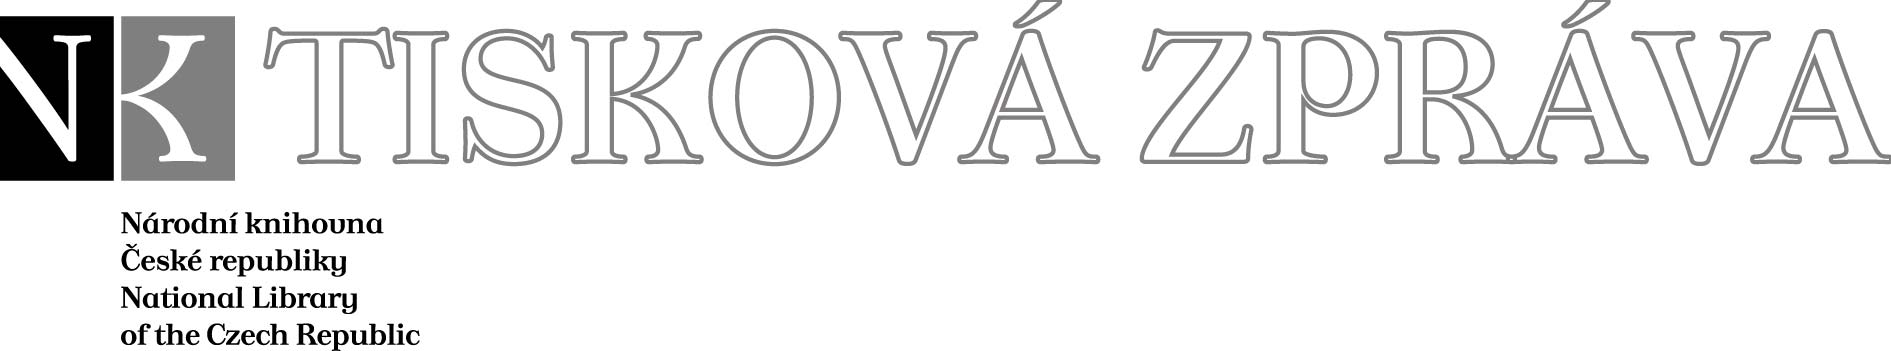 NK TISKOVÁ ZPRÁVA
Národní knihovna
České republiky
National Library
of the Czech Republic